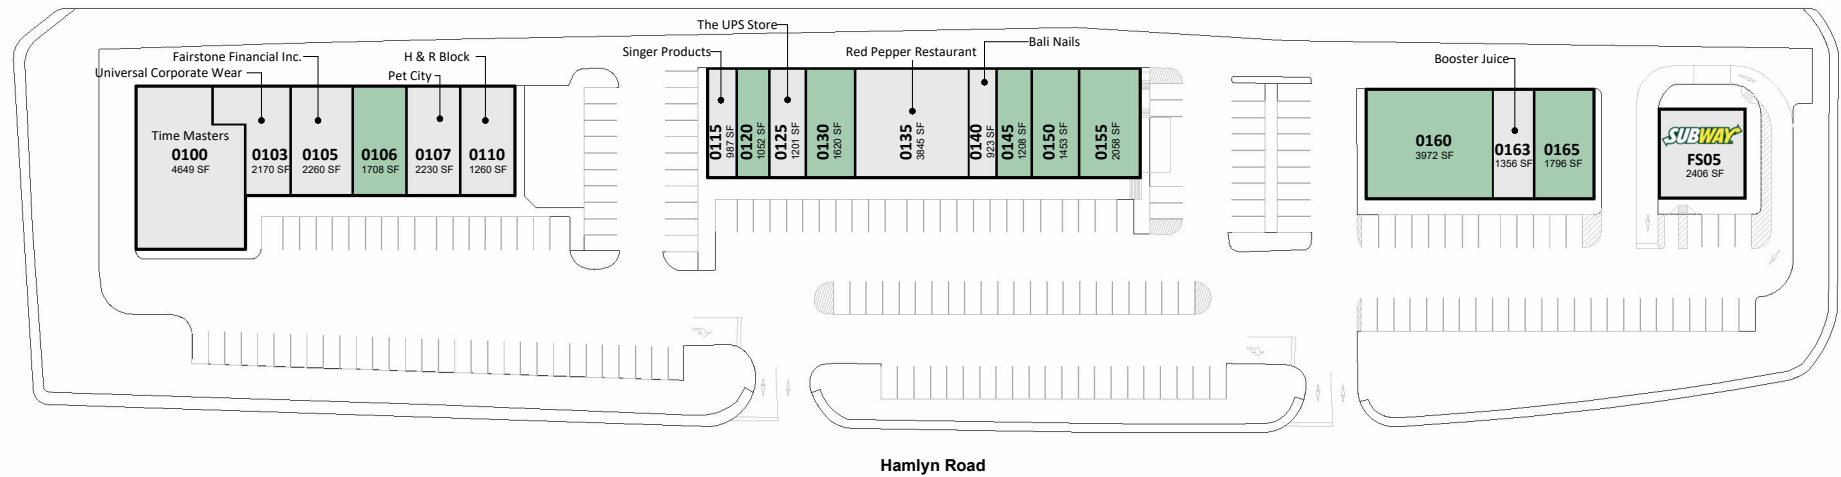 The UPS Store
Bali Nails
Singer Products
Red Pepper Restaurant
Fairstone Financial Inc.
H & R Block
Booster Juice
Universal Corporate Wear
Pet City
Time Masters
0100
4649 SF
0103
2170 SF
0105
2260 SF
0106
1708 SF
0107
2230 SF
0110
1260 SF
0115
987 SF
0120
1052 SF
0125
1201 SF
0130
1620 SF
0135
3845 SF
0140
923 SF
0145
1208 SF
0150
1453 SF
0155
2058 SF
0160
3972 SF
0163
1356 SF
0165
1796 SF
SUBWAY
FS05
2406 SF
Hamlyn Road